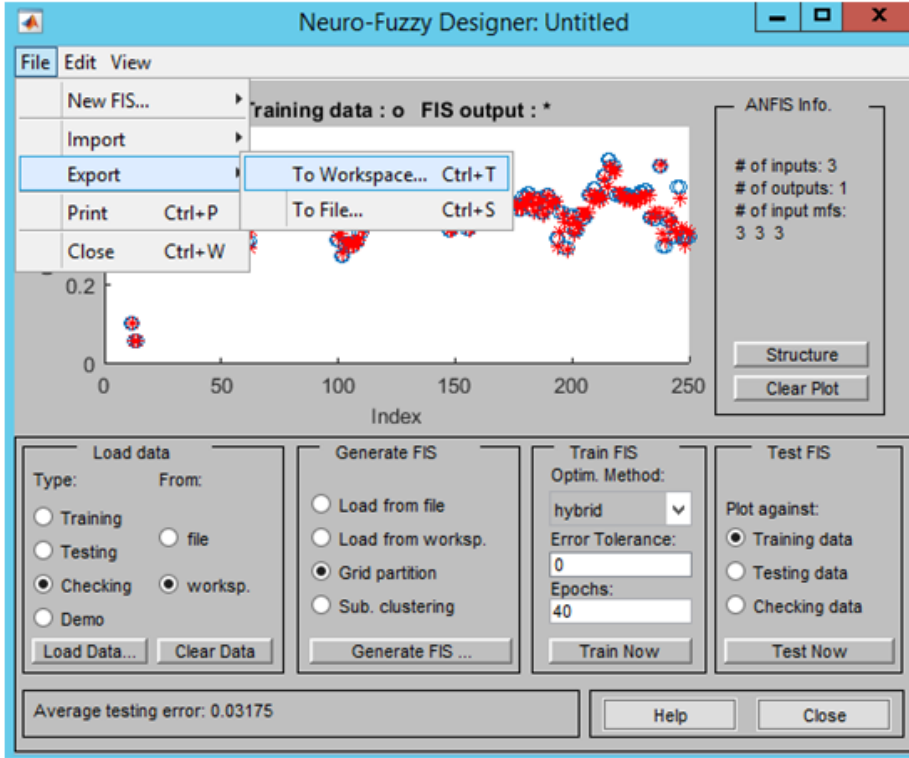 Neuro-Fuzzy Designer: Untitled
File Edit View
New FIS...
Import
Export
Print Ctrl+P
Close Ctrl+W
To Workspace... Ctrl+T
To File... Ctrl+S
Training data : o FIS output : *
0.2
0
0 50 100 150 200 250
Index
ANFIS Info.
# of inputs: 3
# of outputs: 1
# of input mfs:
3 3 3
Structure
Clear Plot
Load data
Type: From:
Training
Testing
Checking
Demo
file
worksp.
Load Data... Clear Data
Generate FIS
Load from file
Load from worksp.
Grid partition
Sub. clustering
Generate FIS ...
Train FIS
Optim. Method:
hybrid
Error Tolerance:
0
Epochs:
40
Train Now
Test FIS
Plot against:
Training data
Testing data
Checking data
Test Now
Average testing error: 0.03175
Help Close